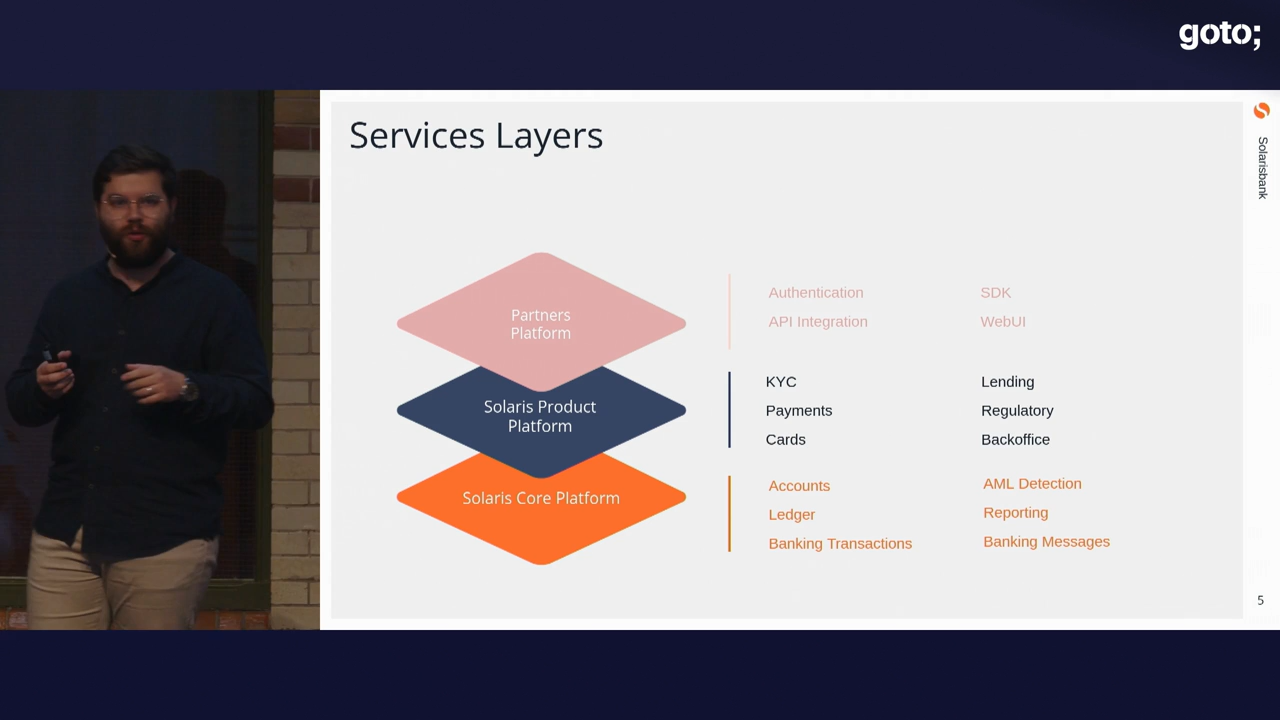 goto;
Services Layers
Solarisbank
Partners
Platform
Authentication
SDK
API Integration
WebUI
Solaris Product
Platform
KYC
Lending
Payments
Regulatory
Cards
Backoffice
Solaris Core Platform
Accounts
AML Detection
Ledger
Reporting
Banking Transactions
Banking Messages
5